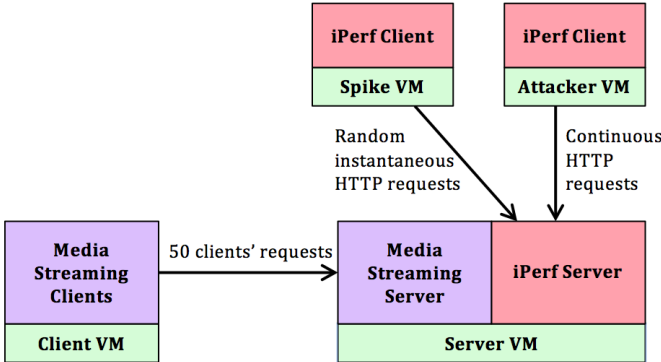 iPerf Client
iPerf Client
Spike VM
Attacker VM
Random
instantaneous
HTTP requests
Continuous
HTTP
requests
50 clients’ requests
Media
Streaming
Clients
Media
Streaming
Server
iPerf Server
Client VM
Server VM